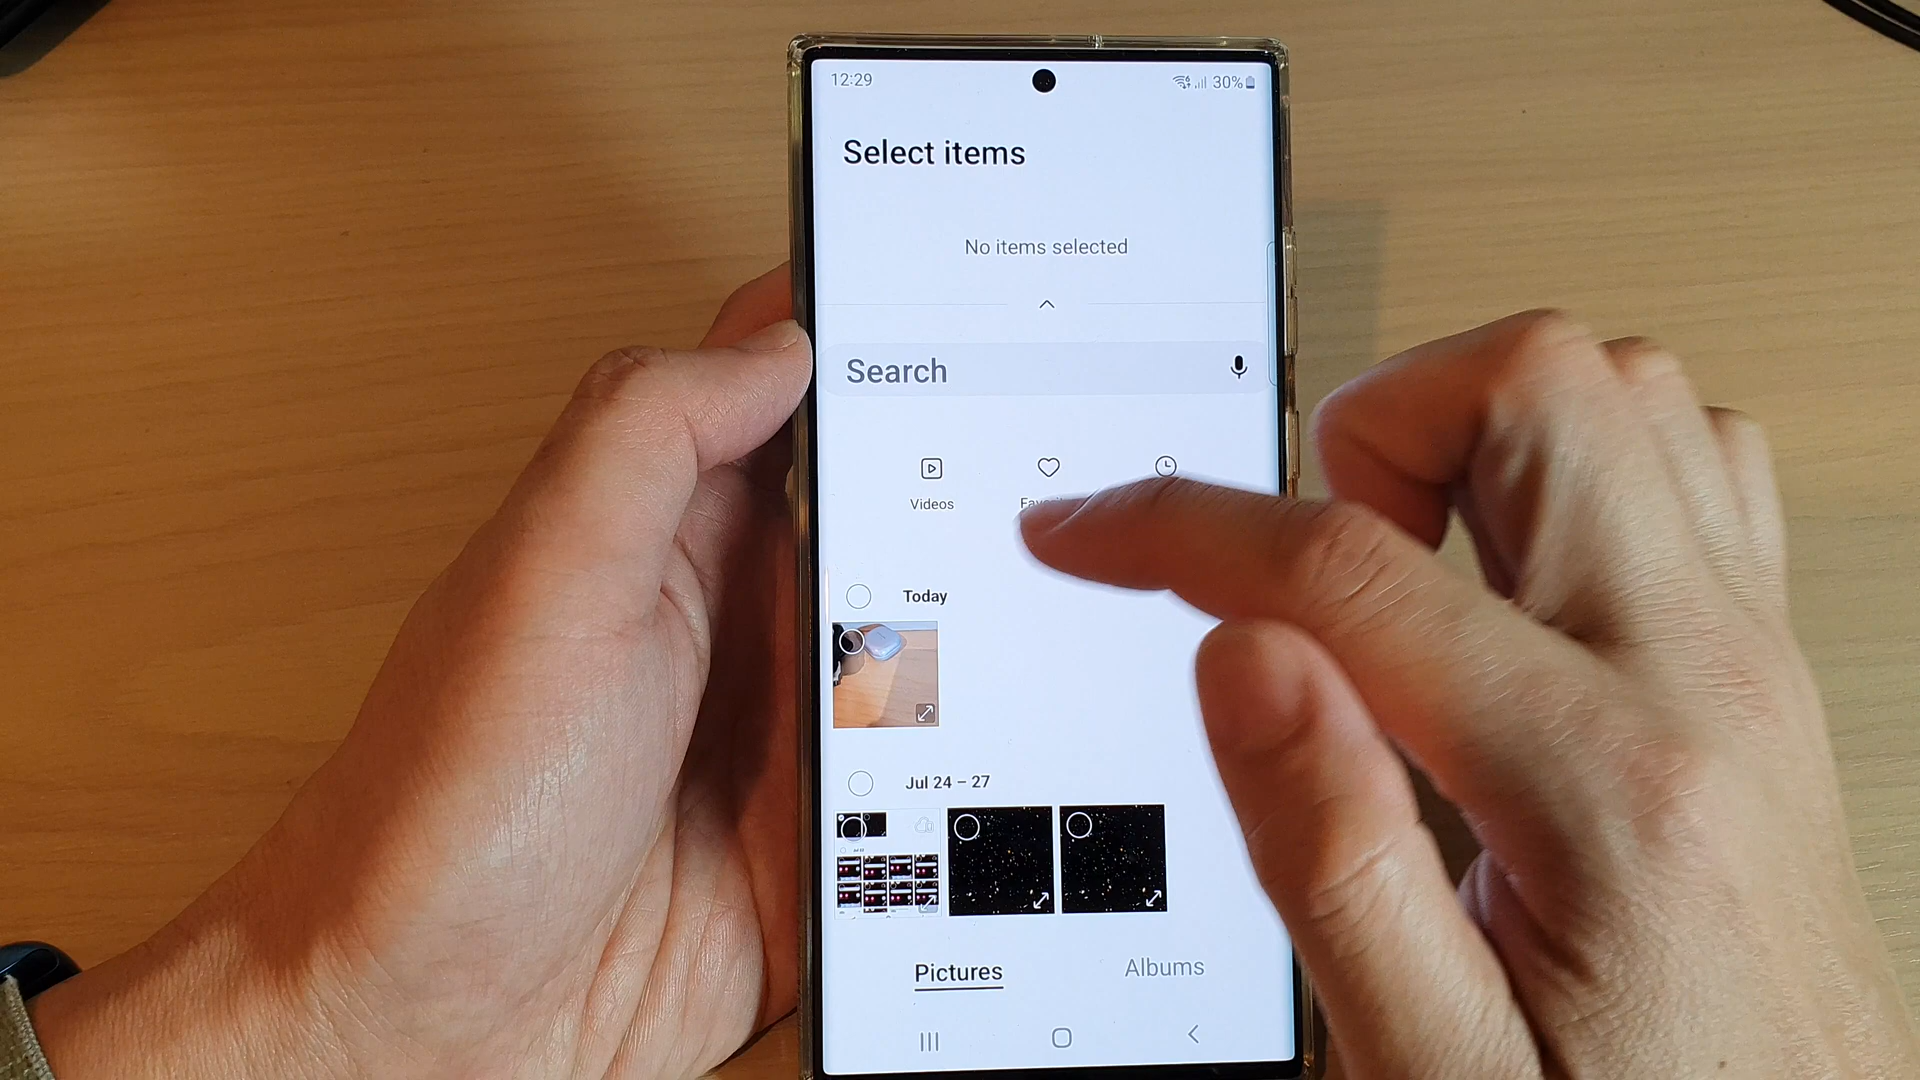 12:29 30%
Select items
No items selected
Search
Videos
Today
Jul 24 – 27
Pictures Albums